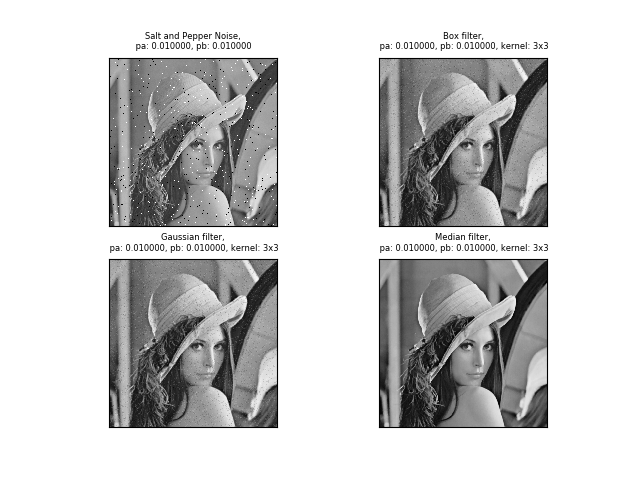 Salt and Pepper Noise,
pa: 0.010000, pb: 0.010000
Box filter,
pa: 0.010000, pb: 0.010000, kernel: 3x3
Gaussian filter,
pa: 0.010000, pb: 0.010000, kernel: 3x3
Median filter,
pa: 0.010000, pb: 0.010000, kernel: 3x3